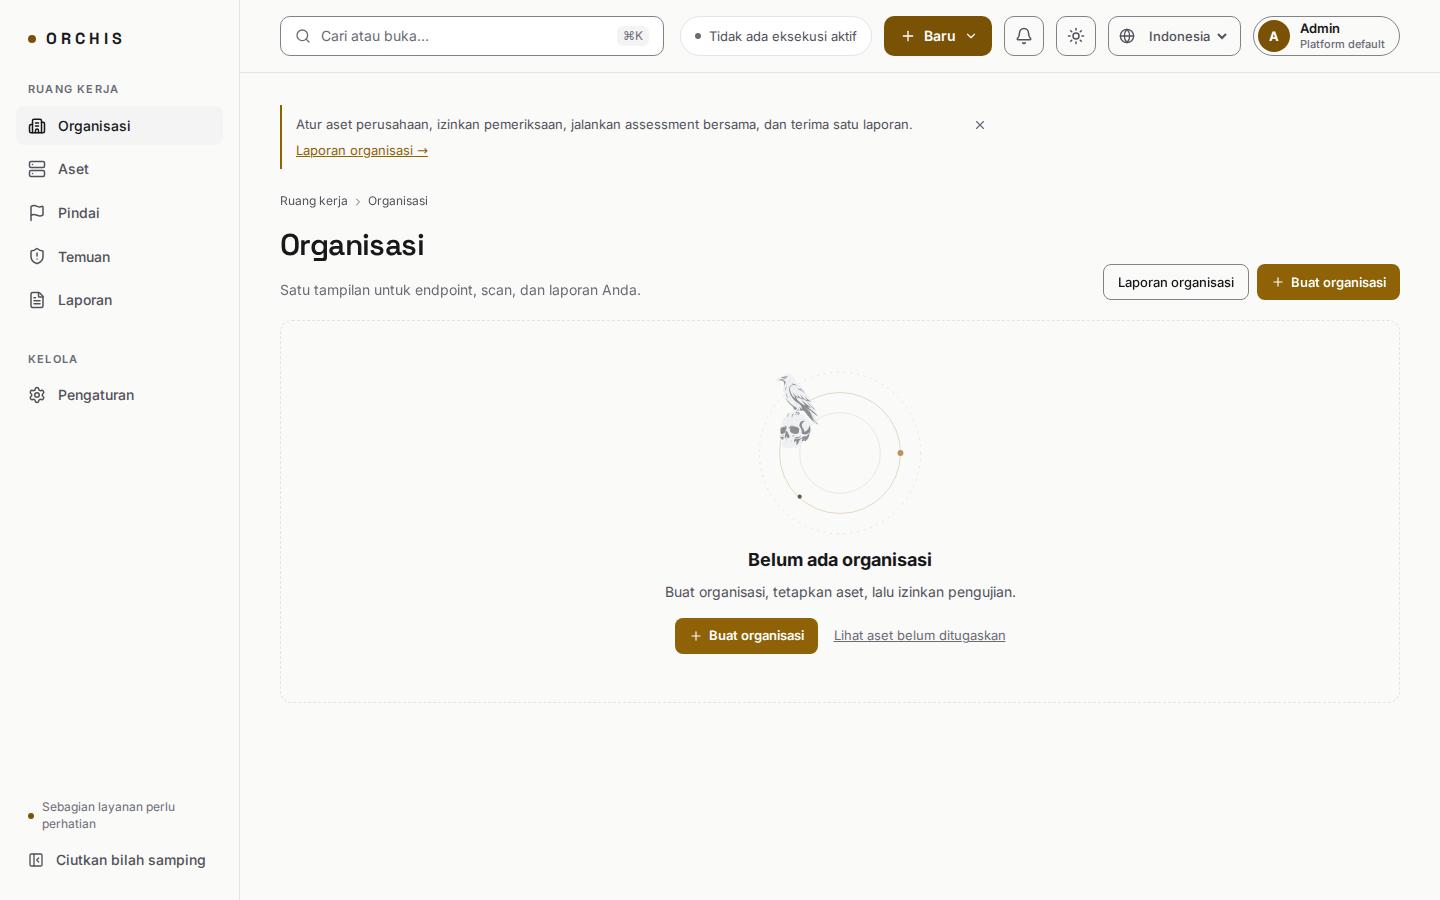 ORCHIS
Cari atau buka...
⌘K
Tidak ada eksekusi aktif
Baru
Indonesia
A
Admin
Platform default
RUANG KERJA
Organisasi
Aset
Pindai
Temuan
Laporan
KELOLA
Pengaturan
Atur aset perusahaan, izinkan pemeriksaan, jalankan assessment bersama, dan terima satu laporan.
Laporan organisasi →
Ruang kerja › Organisasi
Organisasi
Satu tampilan untuk endpoint, scan, dan laporan Anda.
Laporan organisasi
Buat organisasi
Belum ada organisasi
Buat organisasi, tetapkan aset, lalu izinkan pengujian.
Buat organisasi
Lihat aset belum ditugaskan
Sebagian layanan perlu
perhatian
Ciutkan bilah samping